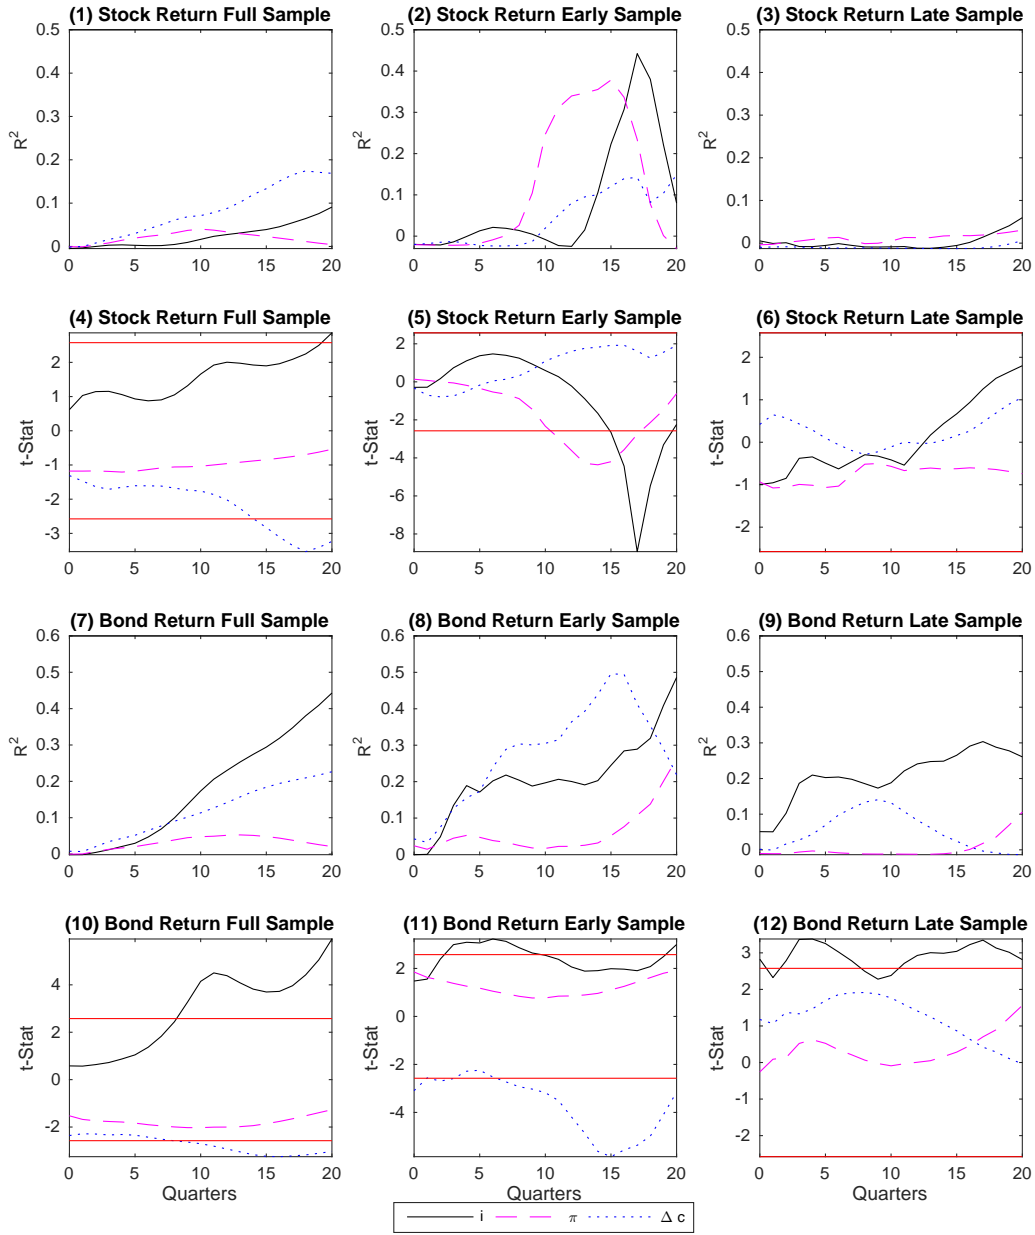 (1) Stock Return Full Sample
(2) Stock Return Early Sample
(3) Stock Return Late Sample
0.5
0.4
0.3
0.2
0.1
0
R²
0 5 10 15 20
0.5
0.4
0.3
0.2
0.1
0
R²
0 5 10 15 20
0.5
0.4
0.3
0.2
0.1
0
R²
0 5 10 15 20
(4) Stock Return Full Sample
(5) Stock Return Early Sample
(6) Stock Return Late Sample
2
1
0
-1
-2
-3
t-Stat
0 5 10 15 20
2
0
-2
-4
-6
-8
t-Stat
0 5 10 15 20
2
1
0
-1
-2
t-Stat
0 5 10 15 20
(7) Bond Return Full Sample
(8) Bond Return Early Sample
(9) Bond Return Late Sample
0.6
0.5
0.4
0.3
0.2
0.1
0
R²
0 5 10 15 20
0.6
0.5
0.4
0.3
0.2
0.1
0
R²
0 5 10 15 20
0.6
0.5
0.4
0.3
0.2
0.1
0
R²
0 5 10 15 20
(10) Bond Return Full Sample
(11) Bond Return Early Sample
(12) Bond Return Late Sample
4
2
0
-2
t-Stat
0 5 10 15 20
Quarters
2
0
-2
-4
t-Stat
0 5 10 15 20
Quarters
3
2
1
0
-1
-2
t-Stat
0 5 10 15 20
Quarters
i π Δ c